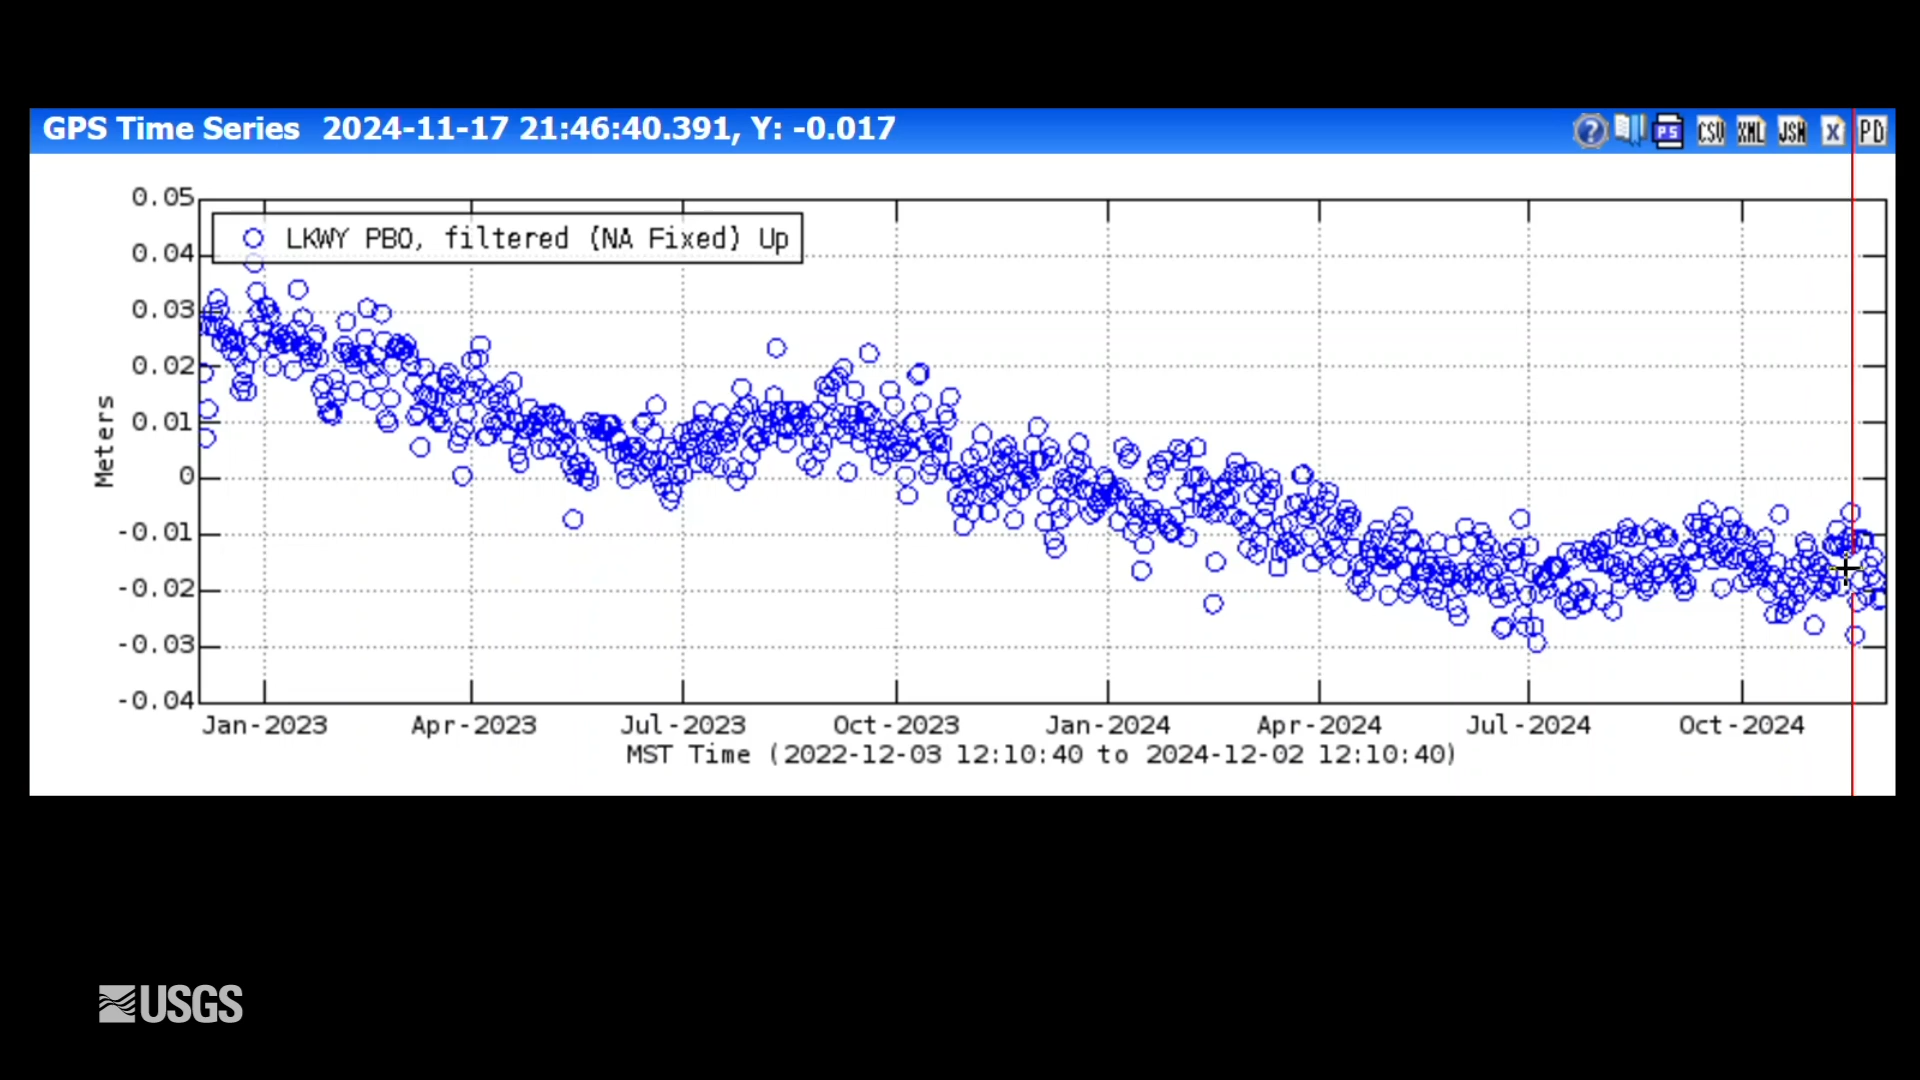 GPS Time Series 2024-11-17 21:46:40.391, Y: -0.017
? PS CSV XML JSN X PD
0.05
LKWY PBO, filtered (NA Fixed) Up
0.04
0.03
0.02
0.01
0
-0.01
-0.02
-0.03
-0.04
Meters
Jan-2023 Apr-2023 Jul-2023 Oct-2023 Jan-2024 Apr-2024 Jul-2024 Oct-2024
MST Time (2022-12-03 12:10:40 to 2024-12-02 12:10:40)
USGS